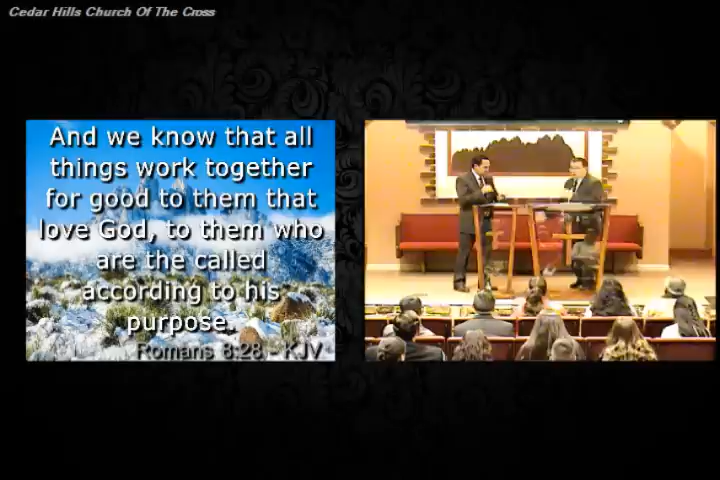 Cedar Hills Church Of The Cross
And we know that all
things work together
for good to them that
love God, to them who
are the called
according to his
purpose.
Romans 8:28 - KJV